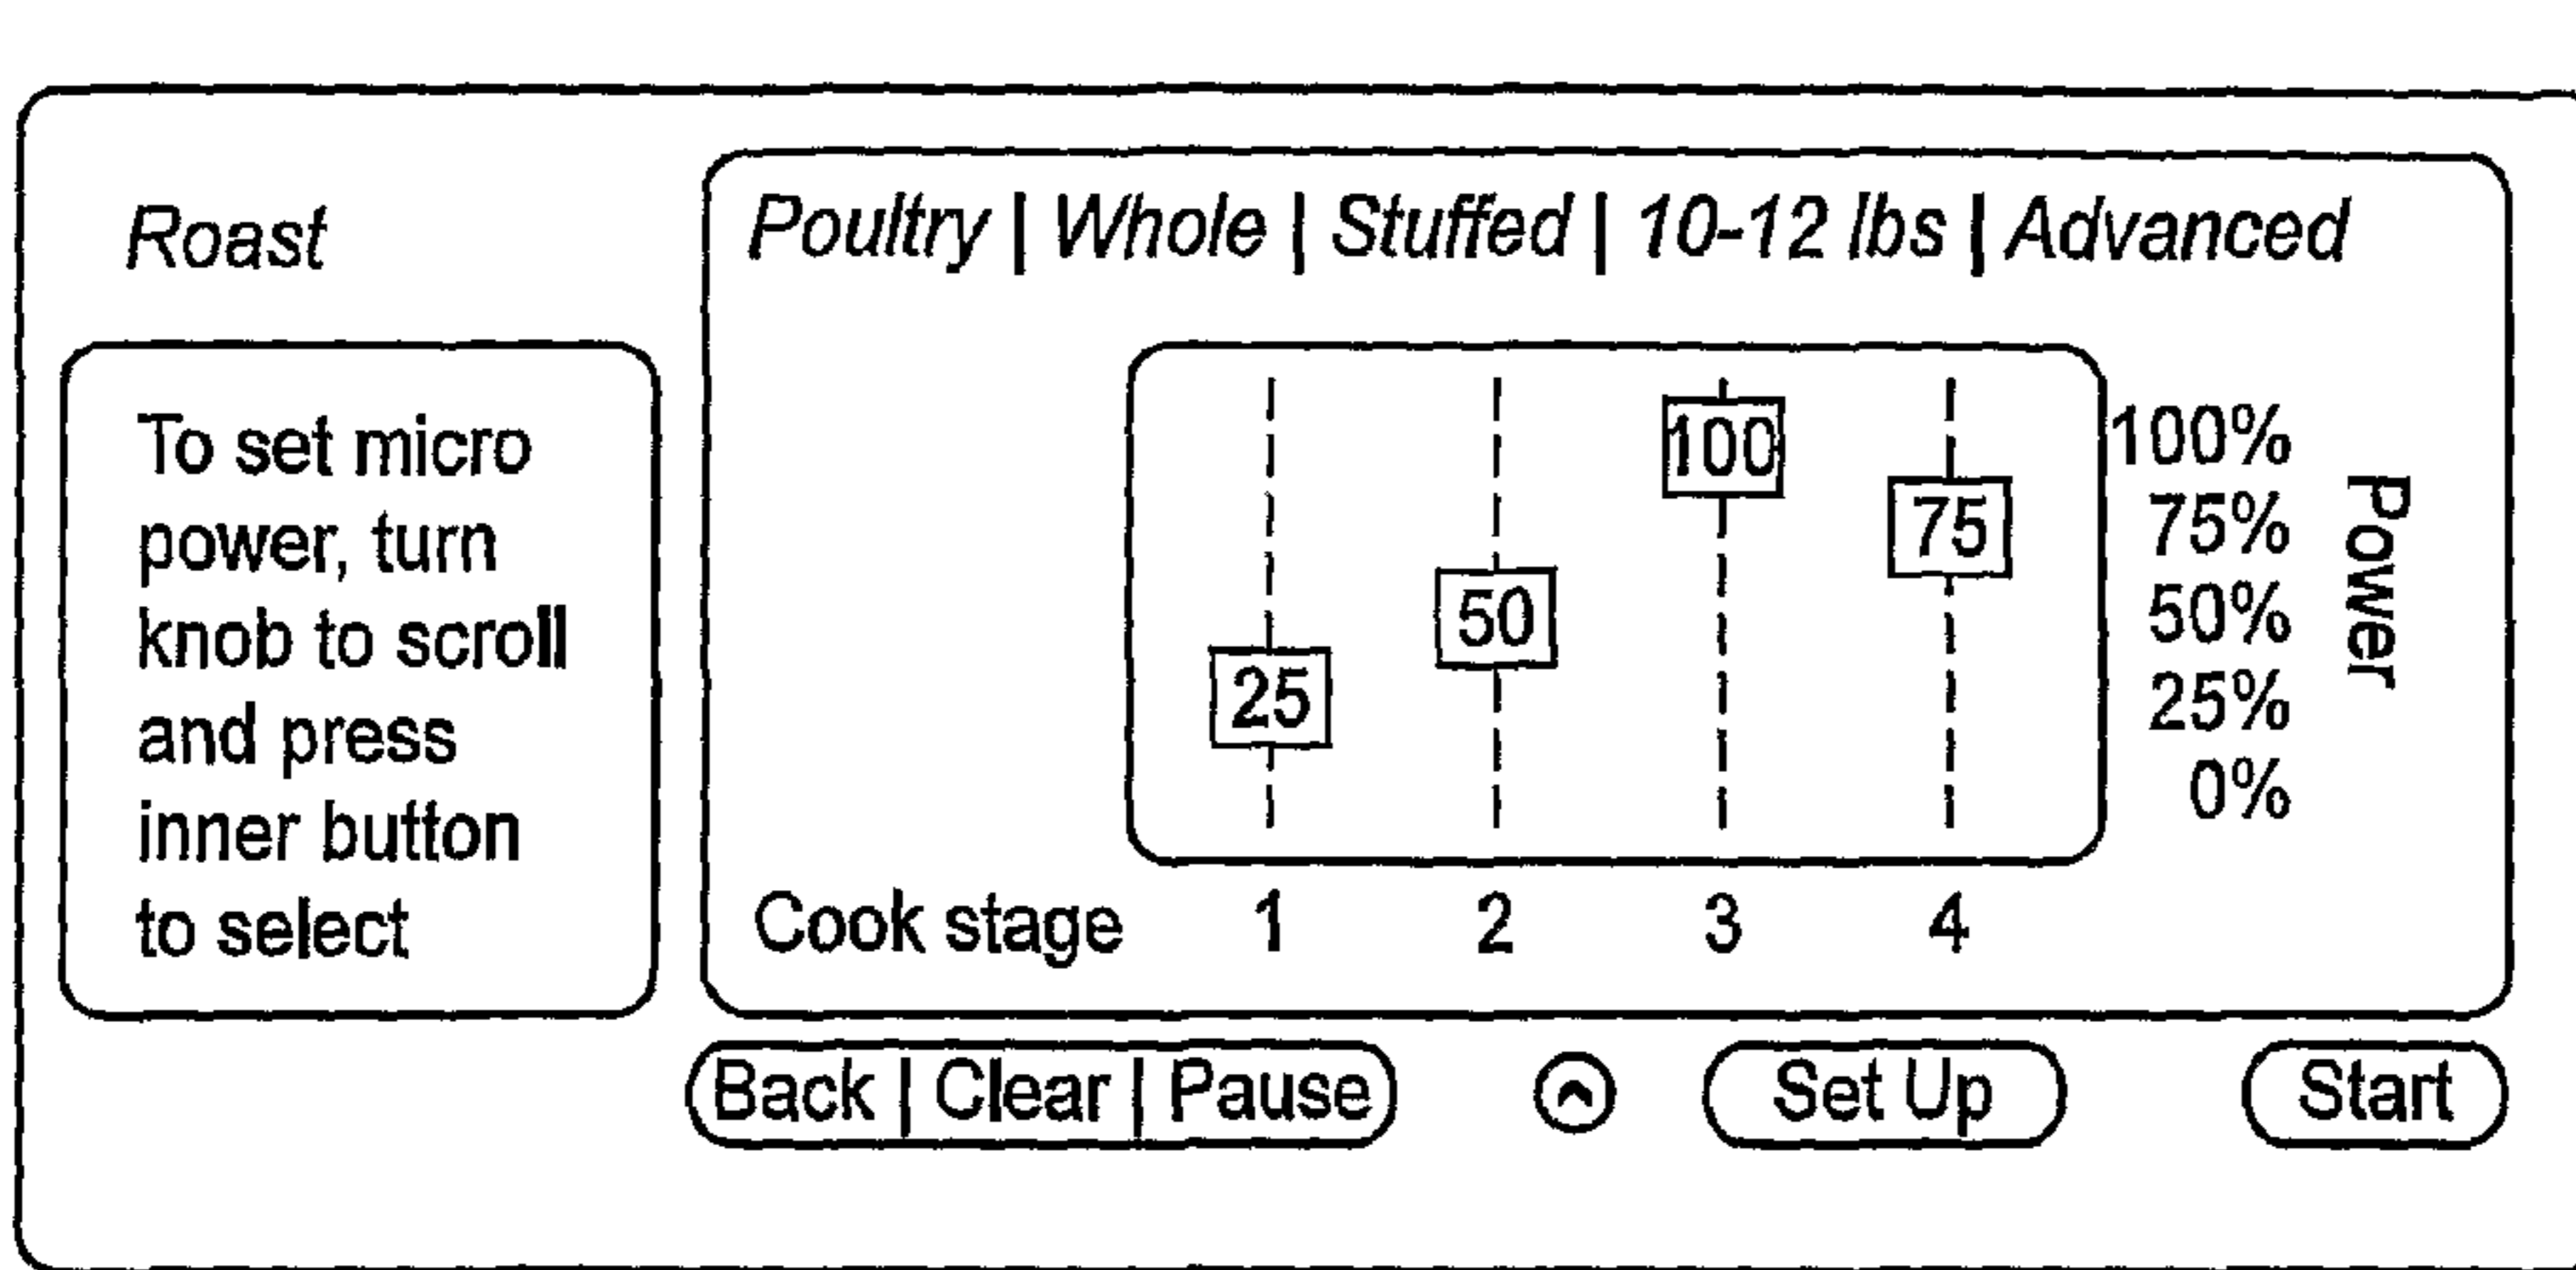 Roast
To set micro
power, turn
knob to scroll
and press
inner button
to select
Poultry | Whole | Stuffed | 10-12 lbs | Advanced
100
75
50
25
100%
75%
50%
25%
0%
Power
Cook stage 1 2 3 4
Back | Clear | Pause
Set Up
Start